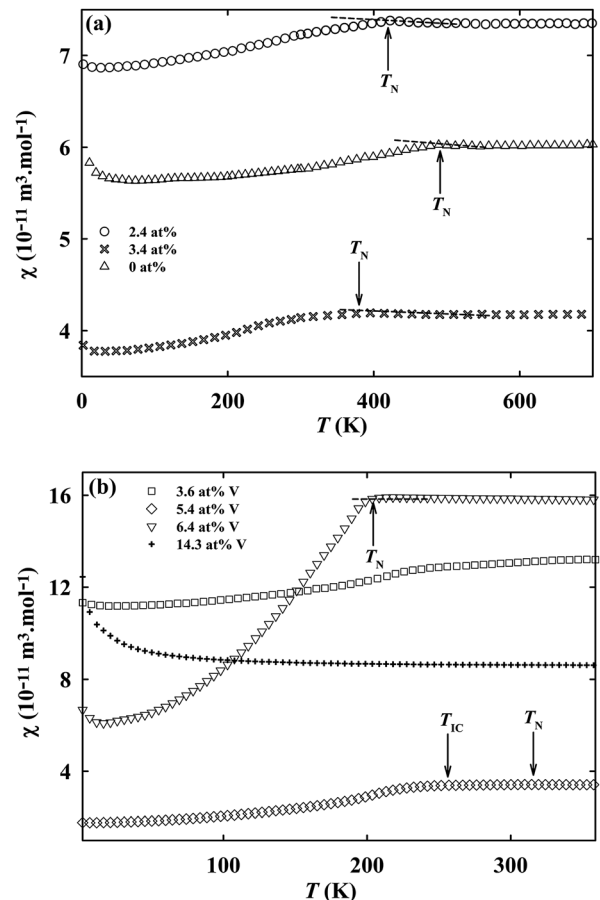 (a)
7
T_N
6
T_N
χ (10⁻¹¹ m³.mol⁻¹)
5
2.4 at%
3.4 at%
0 at%
T_N
4
0 200 400 600
T (K)
(b)
16
3.6 at% V
5.4 at% V
6.4 at% V
14.3 at% V
T_N
12
χ (10⁻¹¹ m³.mol⁻¹)
8
T_IC T_N
4
100 200 300
T (K)